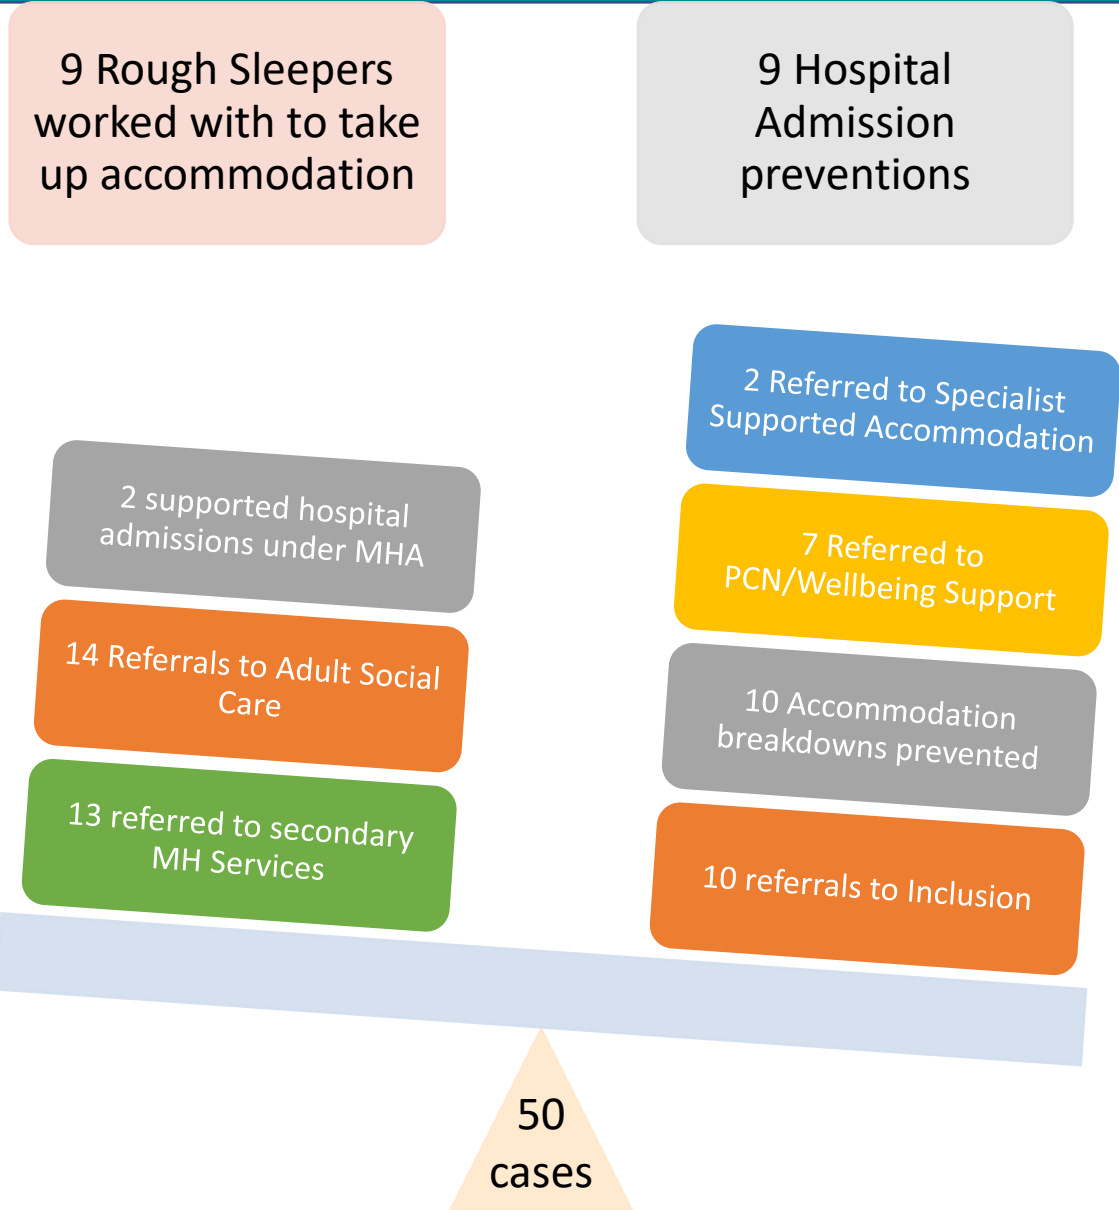 9 Rough Sleepers
worked with to take
up accommodation
9 Hospital
Admission
preventions
2 supported hospital
admissions under MHA
14 Referrals to Adult Social
Care
13 referred to secondary
MH Services
2 Referred to Specialist
Supported Accommodation
7 Referred to
PCN/Wellbeing Support
10 Accommodation
breakdowns prevented
10 referrals to Inclusion
50
cases